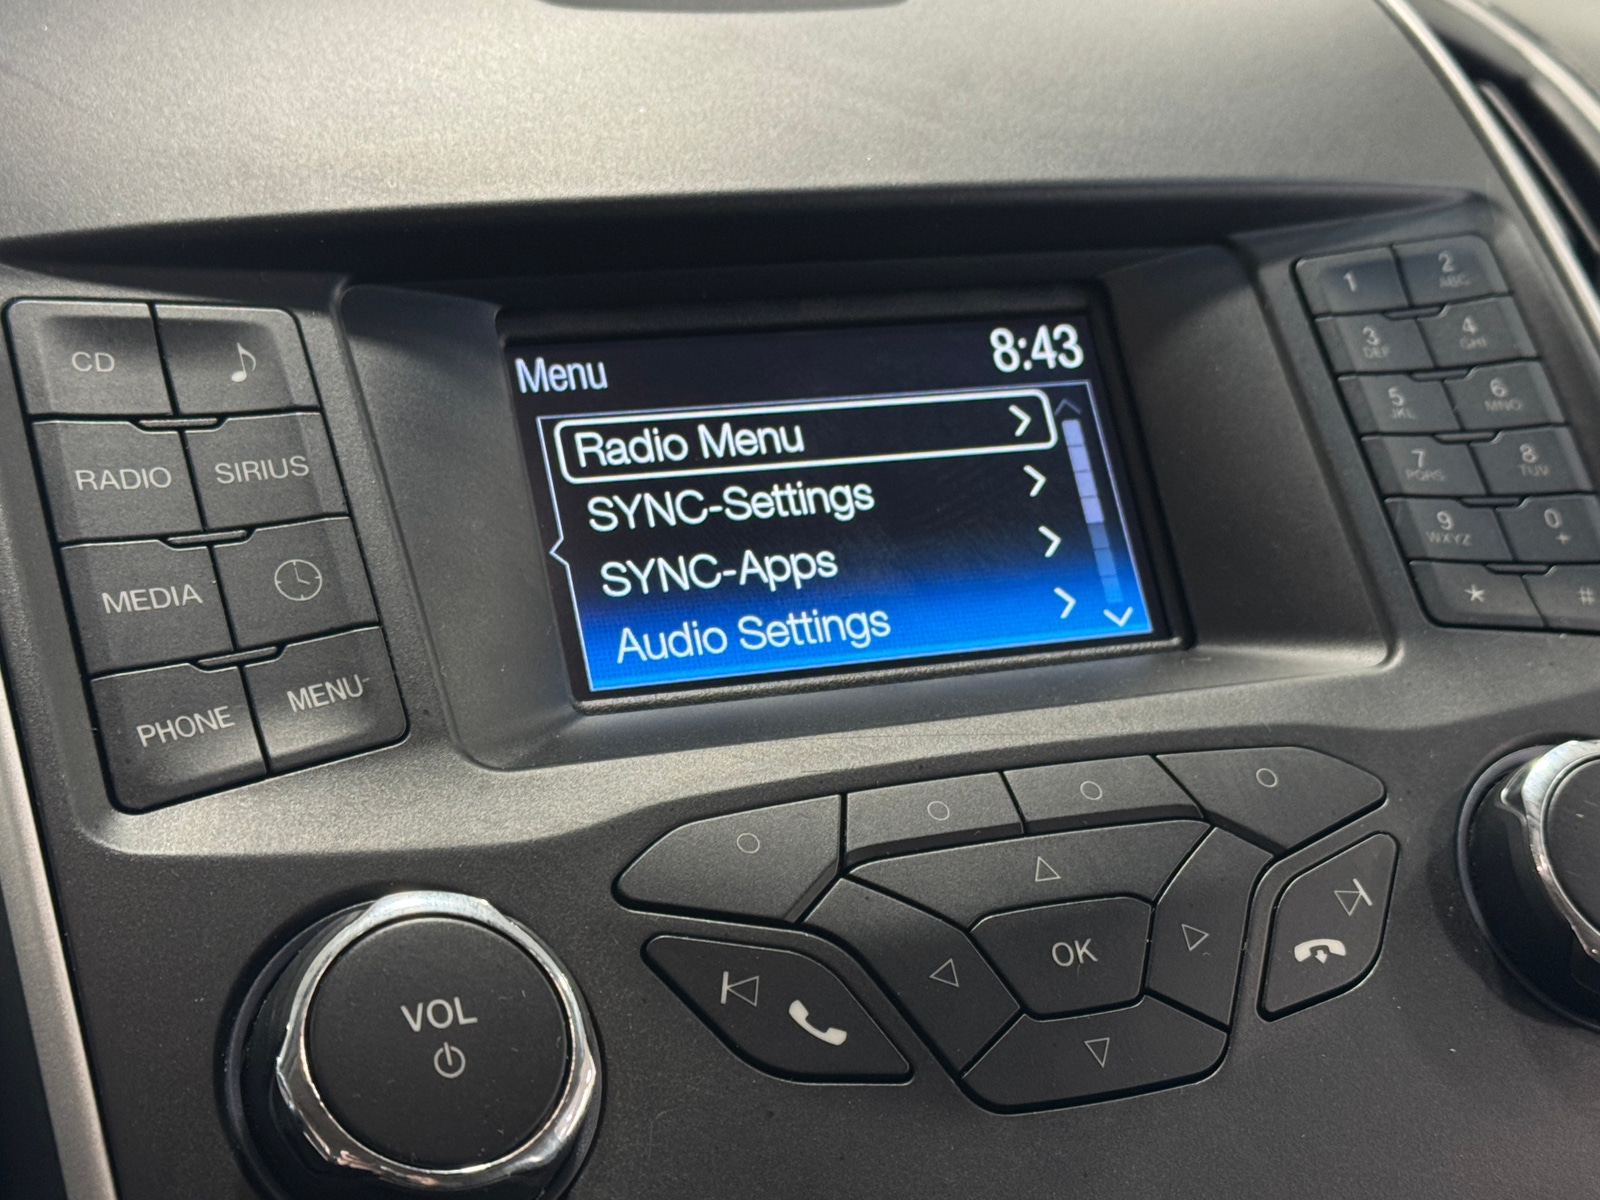 Menu 8:43
Radio Menu
SYNC-Settings
SYNC-Apps
Audio Settings
CD
RADIO SIRIUS
MEDIA
PHONE MENU
1 2 ABC
3 DEF 4 GHI
5 JKL 6 MNO
7 PQRS 8 TUV
9 WXYZ 0 +
* #
OK
VOL